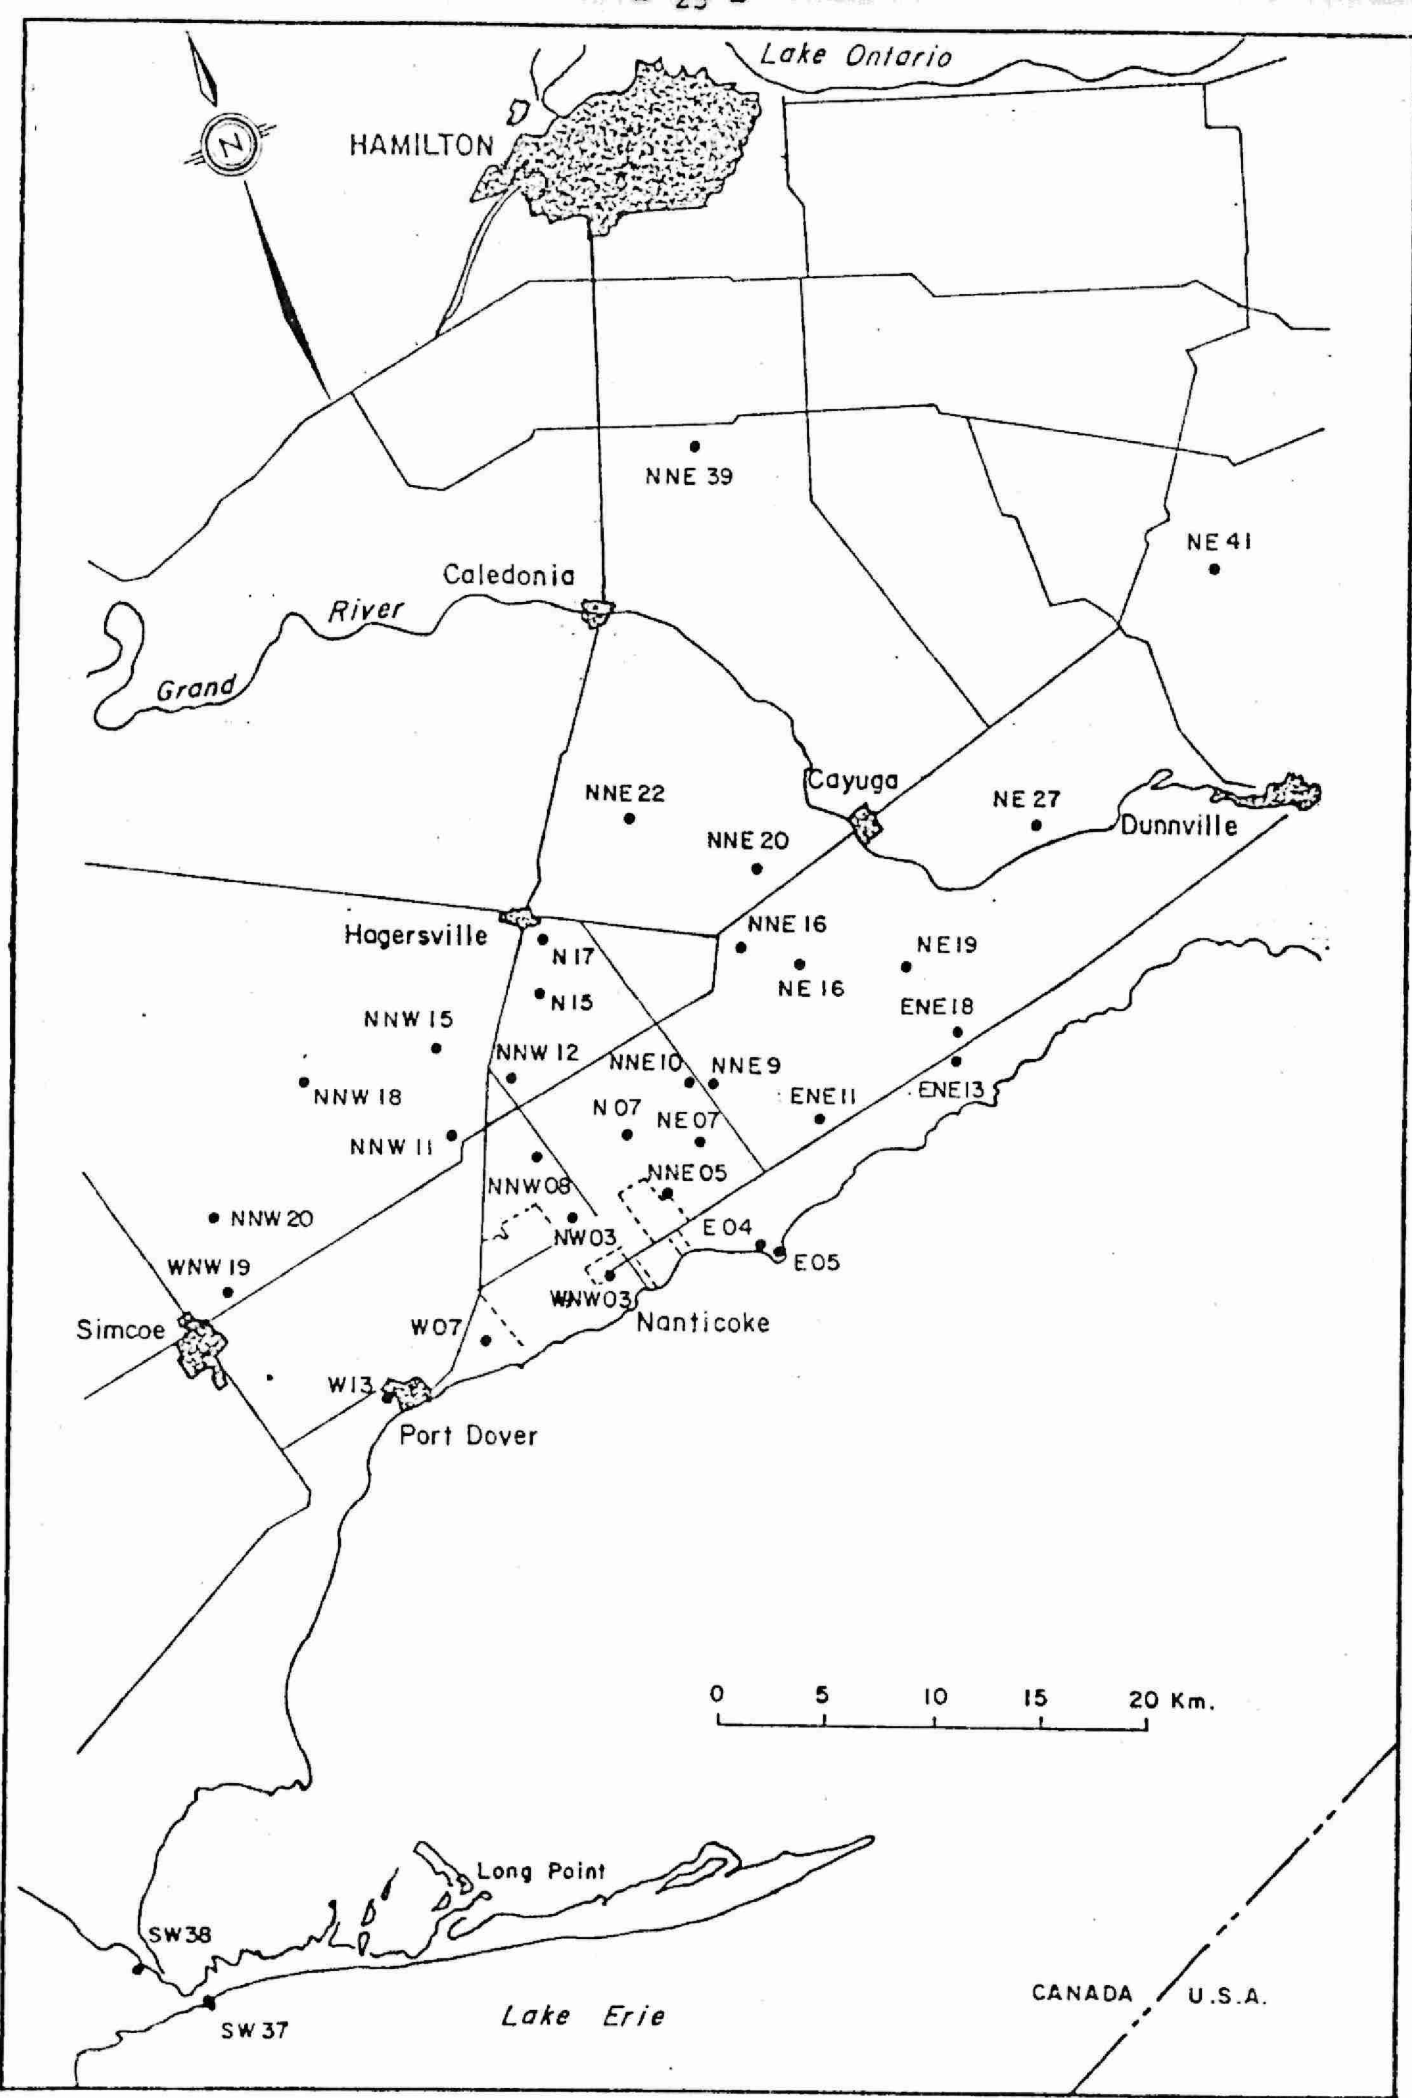 - 25 -
Lake Ontario
N
HAMILTON
NNE 39
NE 41
Caledonia
River
Grand
Cayuga
NNE 22
NE 27
Dunnville
NNE 20
Hagersville
NNE 16
N 17
NE 19
NE 16
N 15
ENE 18
NNW 15
NNW 12
NNE 10
NNE 9
ENE 13
NNW 18
ENE 11
N 07
NE 07
NNW 11
NNE 05
NNW 08
NNW 20
E 04
NW 03
E 05
WNW 19
WNW 03
Nanticoke
Simcoe
W 07
W 13
Port Dover
0 5 10 15 20 Km.
Long Point
SW 38
CANADA U.S.A.
Lake Erie
SW 37